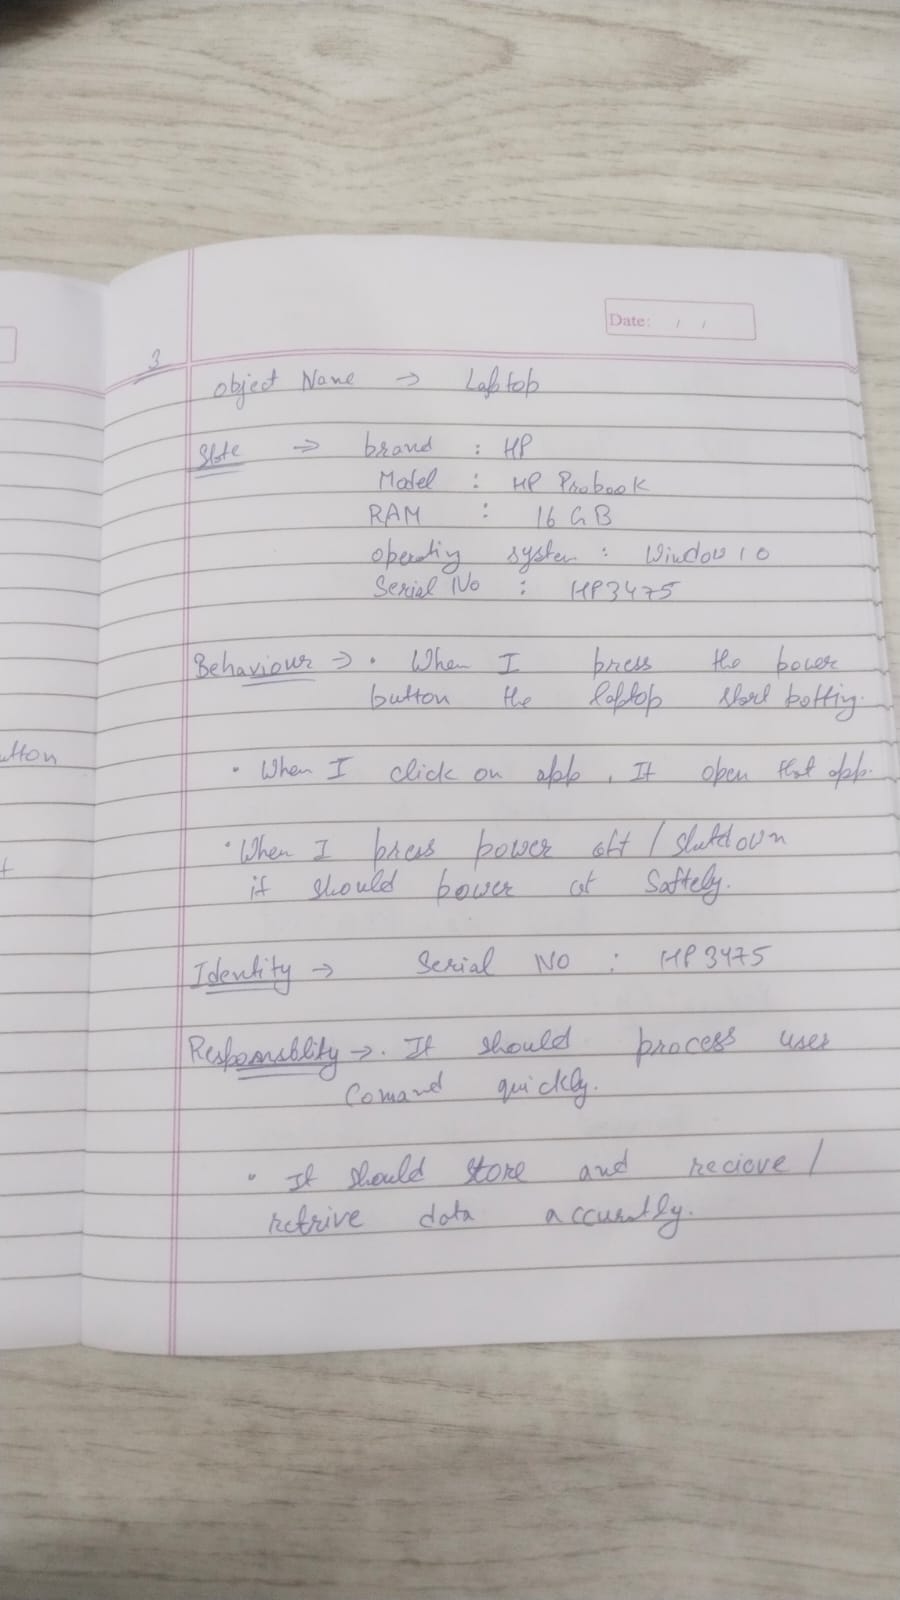 Date: / /
3
object Name → Laptop
State → brand : HP
Model : HP Probook
RAM : 16 GB
operating system : Window 10
Serial No : HP3475
Behaviour → • When I press the power
button the laptop start botting.
utton
• When I click on app, It open that app.
• When I press power off / Shutdown
it should power of Saftely.
Identity → Serial NO : HP3475
Responsblity → • It should process user
Comand quickly.
• It should store and recieve /
retrive data accuratly.